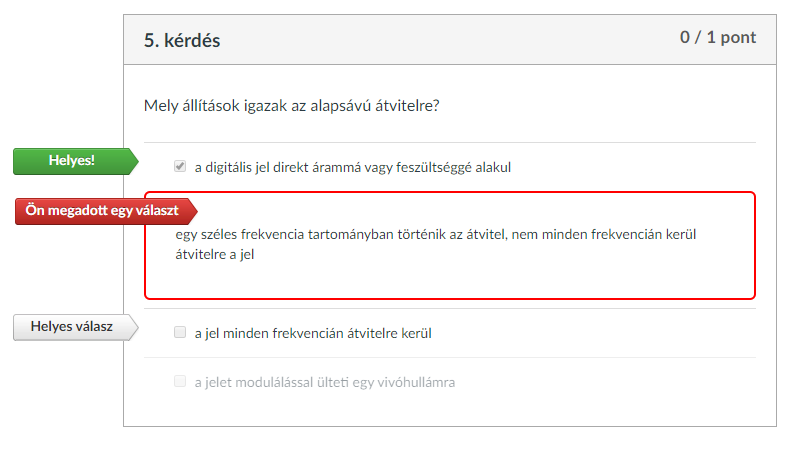 5. kérdés
0 / 1 pont
Mely állítások igazak az alapsávú átvitelre?
Helyes!
a digitális jel direkt árammá vagy feszültséggé alakul
Ön megadott egy választ
egy széles frekvencia tartományban történik az átvitel, nem minden frekvencián kerül
átvitelre a jel
Helyes válasz
a jel minden frekvencián átvitelre kerül
a jelet modulálással ülteti egy vivőhullámra